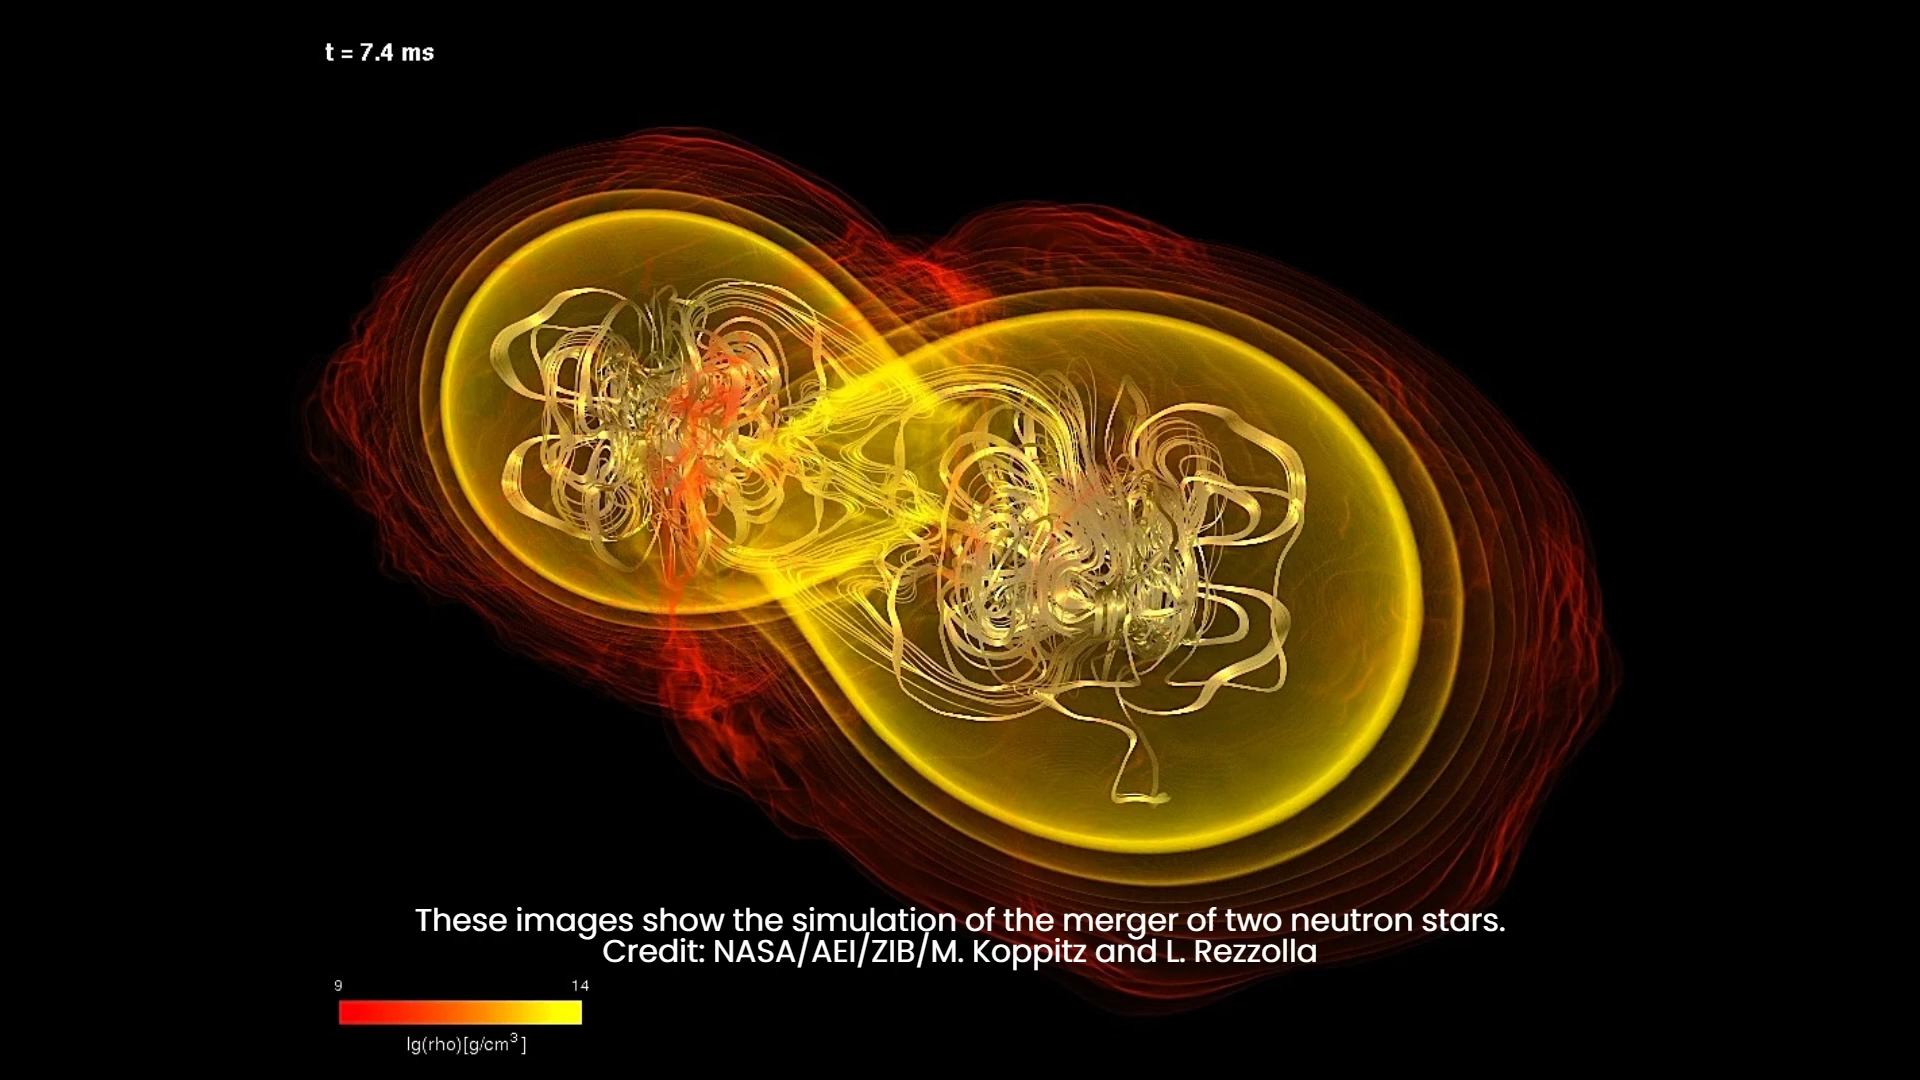 t = 7.4 ms
These images show the simulation of the merger of two neutron stars.
Credit: NASA/AEI/ZIB/M. Koppitz and L. Rezzolla
9 14
lg(rho)[g/cm³]